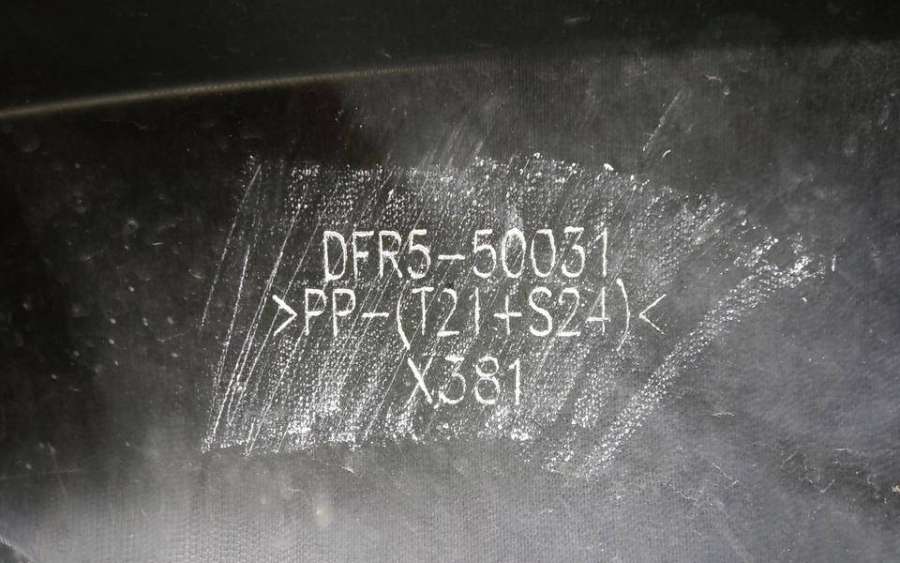 DFR5-50031
>PP-(T21+S24)<
X381